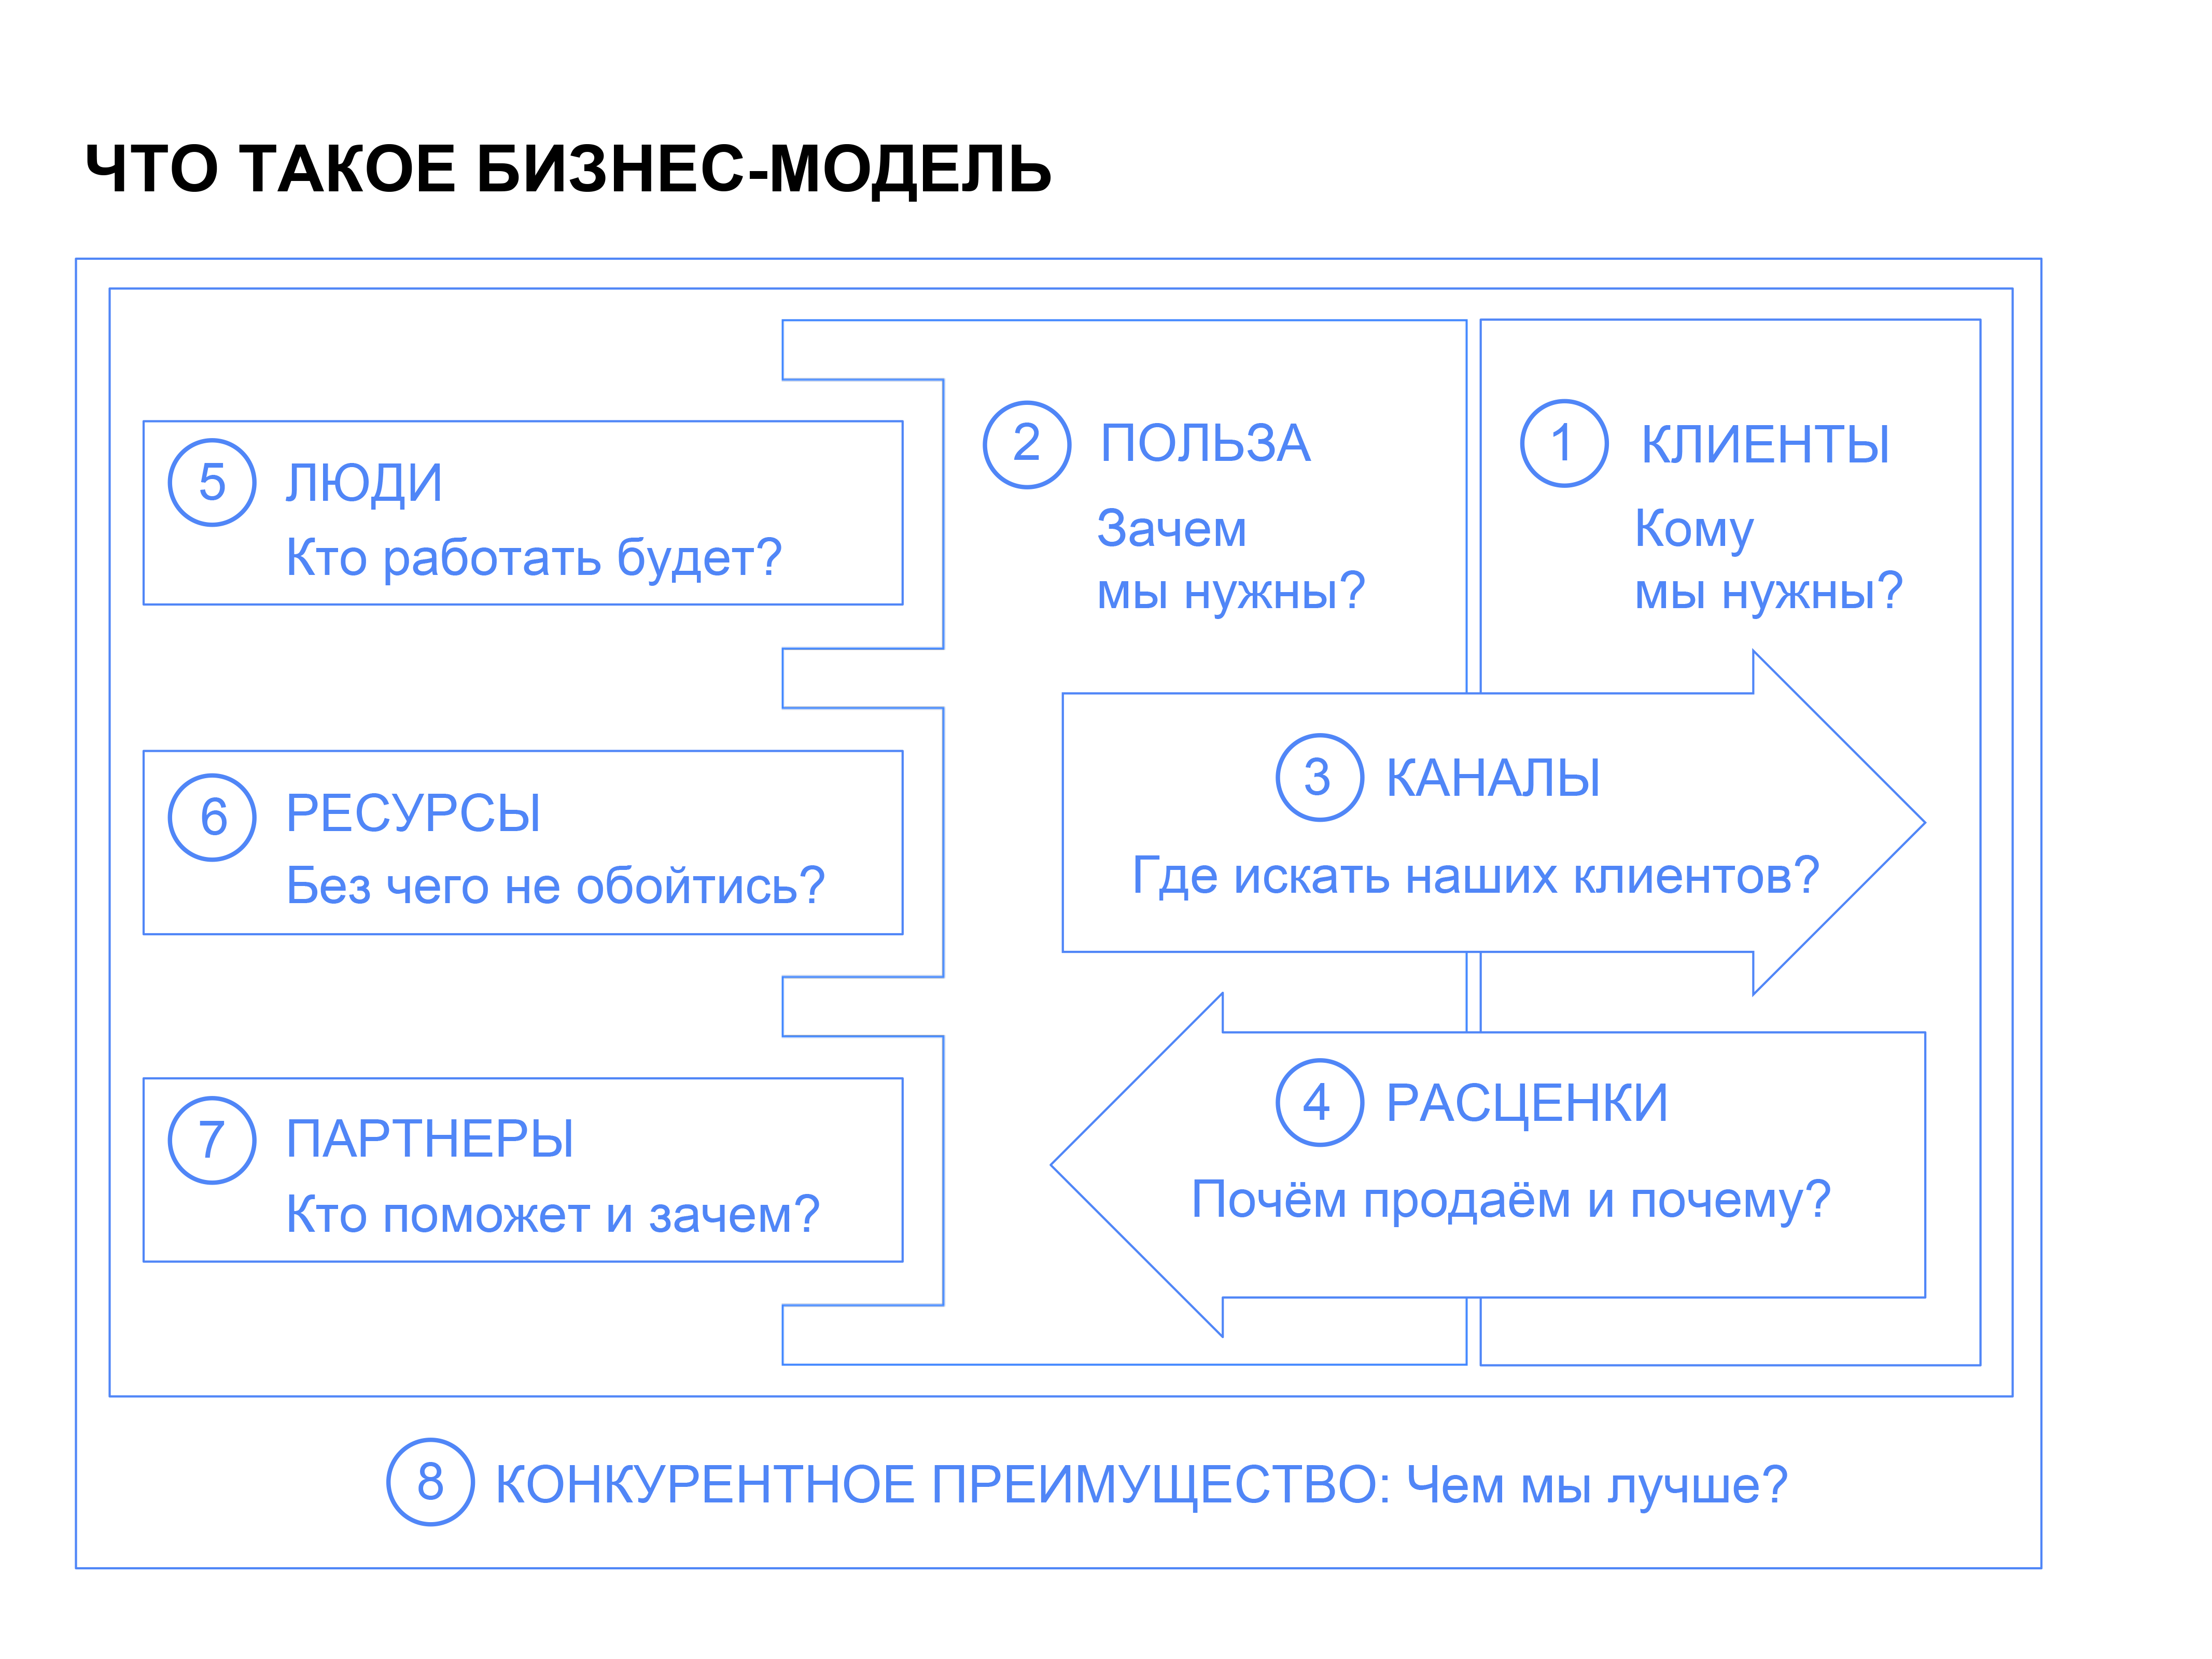 ЧТО ТАКОЕ БИЗНЕС-МОДЕЛЬ
1 КЛИЕНТЫ
Кому
мы нужны?
2 ПОЛЬЗА
Зачем
мы нужны?
3 КАНАЛЫ
Где искать наших клиентов?
4 РАСЦЕНКИ
Почём продаём и почему?
5 ЛЮДИ
Кто работать будет?
6 РЕСУРСЫ
Без чего не обойтись?
7 ПАРТНЕРЫ
Кто поможет и зачем?
8 КОНКУРЕНТНОЕ ПРЕИМУЩЕСТВО: Чем мы лучше?